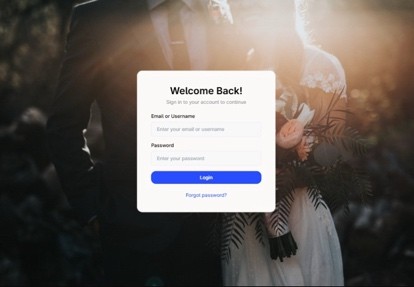 Welcome Back!
Sign in to your account to continue
Email or Username
Enter your email or username
Password
Enter your password
Login
Forgot password?